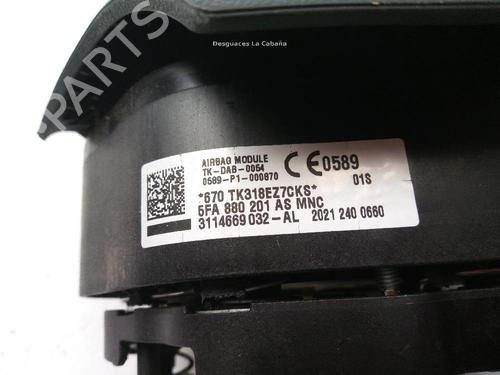 Desguaces La Cabaña
PARTS
AIRBAG MODULE
TK-DAB-0054
0589-P1-000870
CE0589
01S
*670 TK318EZ7CKS*
5FA 880 201 AS MNC
3114669032-AL 2021 240 0660